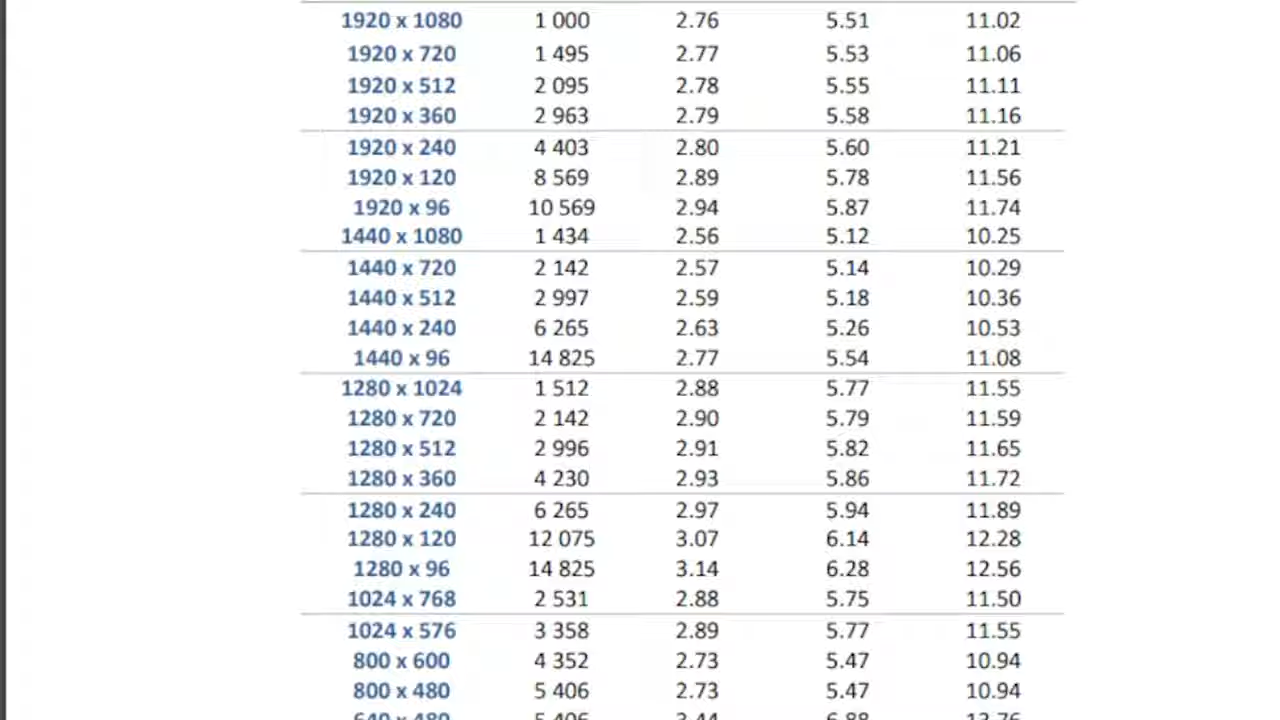 1920 x 1080 1 000 2.76 5.51 11.02
1920 x 720 1 495 2.77 5.53 11.06
1920 x 512 2 095 2.78 5.55 11.11
1920 x 360 2 963 2.79 5.58 11.16
1920 x 240 4 403 2.80 5.60 11.21
1920 x 120 8 569 2.89 5.78 11.56
1920 x 96 10 569 2.94 5.87 11.74
1440 x 1080 1 434 2.56 5.12 10.25
1440 x 720 2 142 2.57 5.14 10.29
1440 x 512 2 997 2.59 5.18 10.36
1440 x 240 6 265 2.63 5.26 10.53
1440 x 96 14 825 2.77 5.54 11.08
1280 x 1024 1 512 2.88 5.77 11.55
1280 x 720 2 142 2.90 5.79 11.59
1280 x 512 2 996 2.91 5.82 11.65
1280 x 360 4 230 2.93 5.86 11.72
1280 x 240 6 265 2.97 5.94 11.89
1280 x 120 12 075 3.07 6.14 12.28
1280 x 96 14 825 3.14 6.28 12.56
1024 x 768 2 531 2.88 5.75 11.50
1024 x 576 3 358 2.89 5.77 11.55
800 x 600 4 352 2.73 5.47 10.94
800 x 480 5 406 2.73 5.47 10.94
640 x 480 5 406 3.44 6.88 13.76